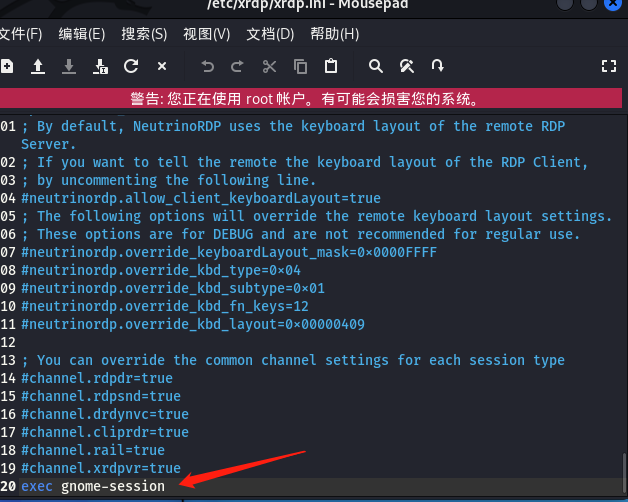 /etc/xrdp/xrdp.ini - Mousepad
文件(F) 编辑(E) 搜索(S) 视图(V) 文档(D) 帮助(H)
警告: 您正在使用 root 帐户。有可能会损害您的系统。
01 ; By default, NeutrinoRDP uses the keyboard layout of the remote RDP
Server.
02 ; If you want to tell the remote the keyboard layout of the RDP Client,
03 ; by uncommenting the following line.
04 #neutrinordp.allow_client_keyboardLayout=true
05 ; The following options will override the remote keyboard layout settings.
06 ; These options are for DEBUG and are not recommended for regular use.
07 #neutrinordp.override_keyboardLayout_mask=0×0000FFFF
08 #neutrinordp.override_kbd_type=0×04
09 #neutrinordp.override_kbd_subtype=0×01
10 #neutrinordp.override_kbd_fn_keys=12
11 #neutrinordp.override_kbd_layout=0×00000409
12
13 ; You can override the common channel settings for each session type
14 #channel.rdpdr=true
15 #channel.rdpsnd=true
16 #channel.drdynvc=true
17 #channel.cliprdr=true
18 #channel.rail=true
19 #channel.xrdpvr=true
20 exec gnome-session